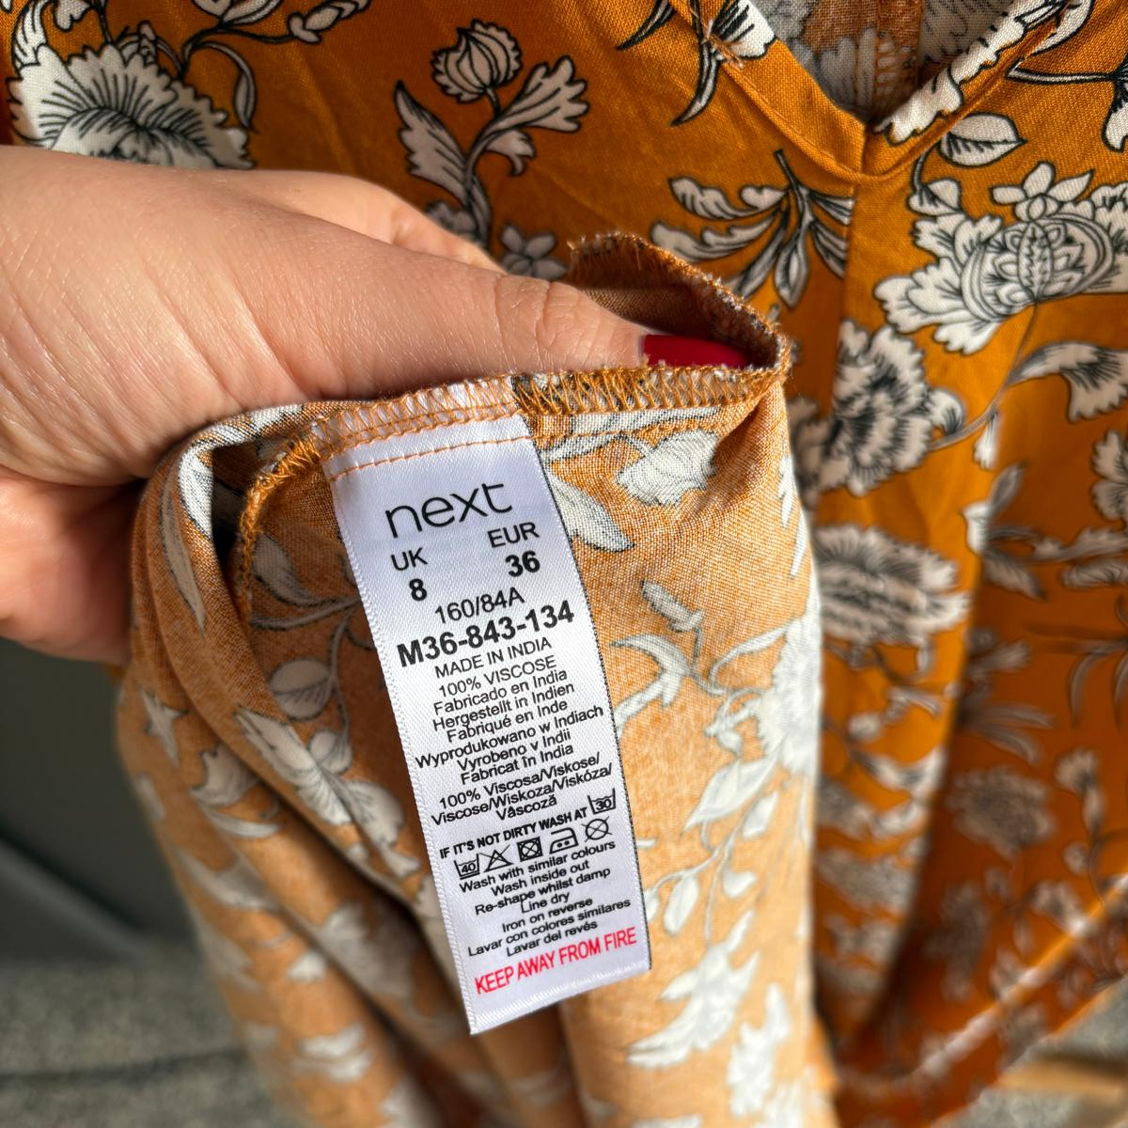 next
UK EUR
8 36
160/84A
M36-843-134
MADE IN INDIA
100% VISCOSE
Fabricado en India
Hergestellt in Indien
Fabriqué en Inde
Wyprodukowano w Indiach
Vyrobeno v Indii
Fabricat în India
100% Viscosa/Viskose/
Viscose/Wiskoza/Viskóza/
Vâscoză
IF IT'S NOT DIRTY WASH AT 30
40
Wash with similar colours
Wash inside out
Re-shape whilst damp
Line dry
Iron on reverse
Lavar con colores similares
Lavar del revés
KEEP AWAY FROM FIRE